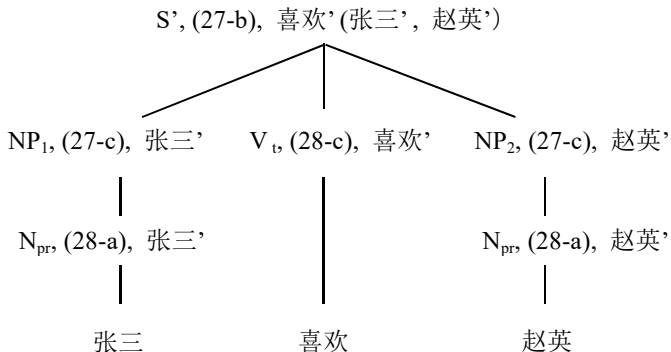 S’, (27-b), 喜欢’ (张三’, 赵英’)
NP₁, (27-c), 张三’ V t, (28-c), 喜欢’ NP₂, (27-c), 赵英’
Npr, (28-a), 张三’ Npr, (28-a), 赵英’
张三 喜欢 赵英